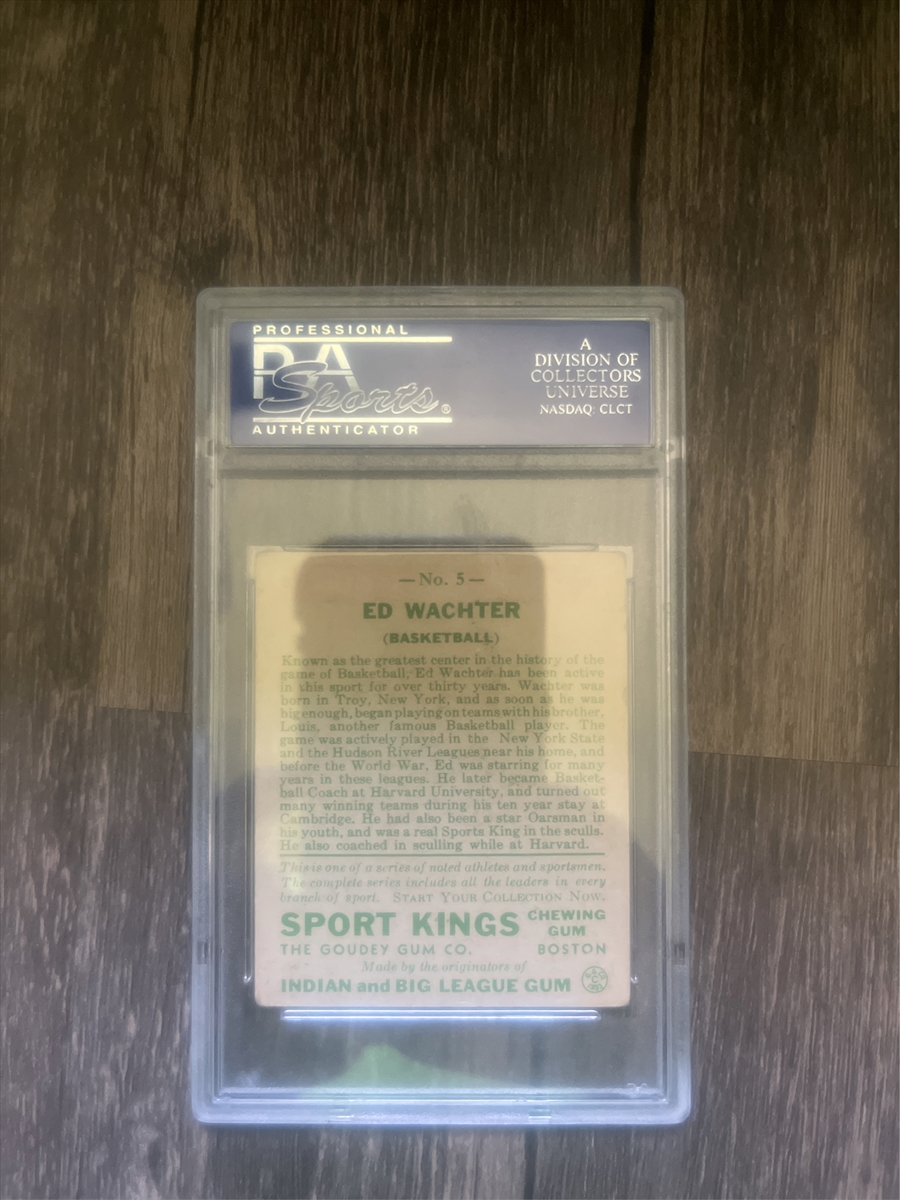 PROFESSIONAL
PSA
Sports®
AUTHENTICATOR
A
DIVISION OF
COLLECTORS
UNIVERSE
NASDAQ: CLCT
—No. 5—
ED WACHTER
(BASKETBALL)
Known as the greatest center in the history of the
game of Basketball, Ed Wachter has been active
in this sport for over thirty years. Wachter was
born in Troy, New York, and as soon as he was
big enough, began playing on teams with his brother,
Louis, another famous Basketball player. The
game was actively played in the New York State
and the Hudson River Leagues near his home, and
before the World War, Ed was starring for many
years in these leagues. He later became Basket-
ball Coach at Harvard University, and turned out
many winning teams during his ten year stay at
Cambridge. He had also been a star Oarsman in
his youth, and was a real Sports King in the sculls.
He also coached in sculling while at Harvard.
This is one of a series of noted athletes and sportsmen.
The complete series includes all the leaders in every
branch of sport. START YOUR COLLECTION NOW.
SPORT KINGS CHEWING GUM
THE GOUDEY GUM CO. BOSTON
Made by the originators of
INDIAN and BIG LEAGUE GUM